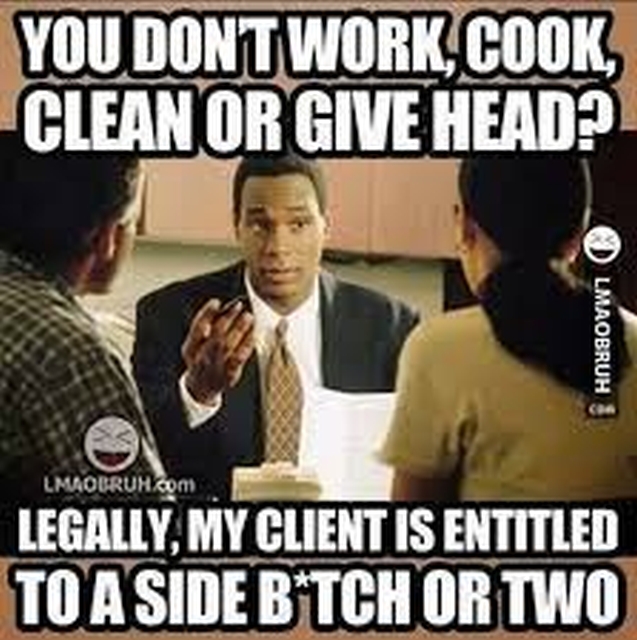 YOU DON'T WORK, COOK,
CLEAN OR GIVE HEAD?
LMAOBRUH
.COM
LMAOBRUH.com
LEGALLY, MY CLIENT IS ENTITLED
TO A SIDE B*TCH OR TWO